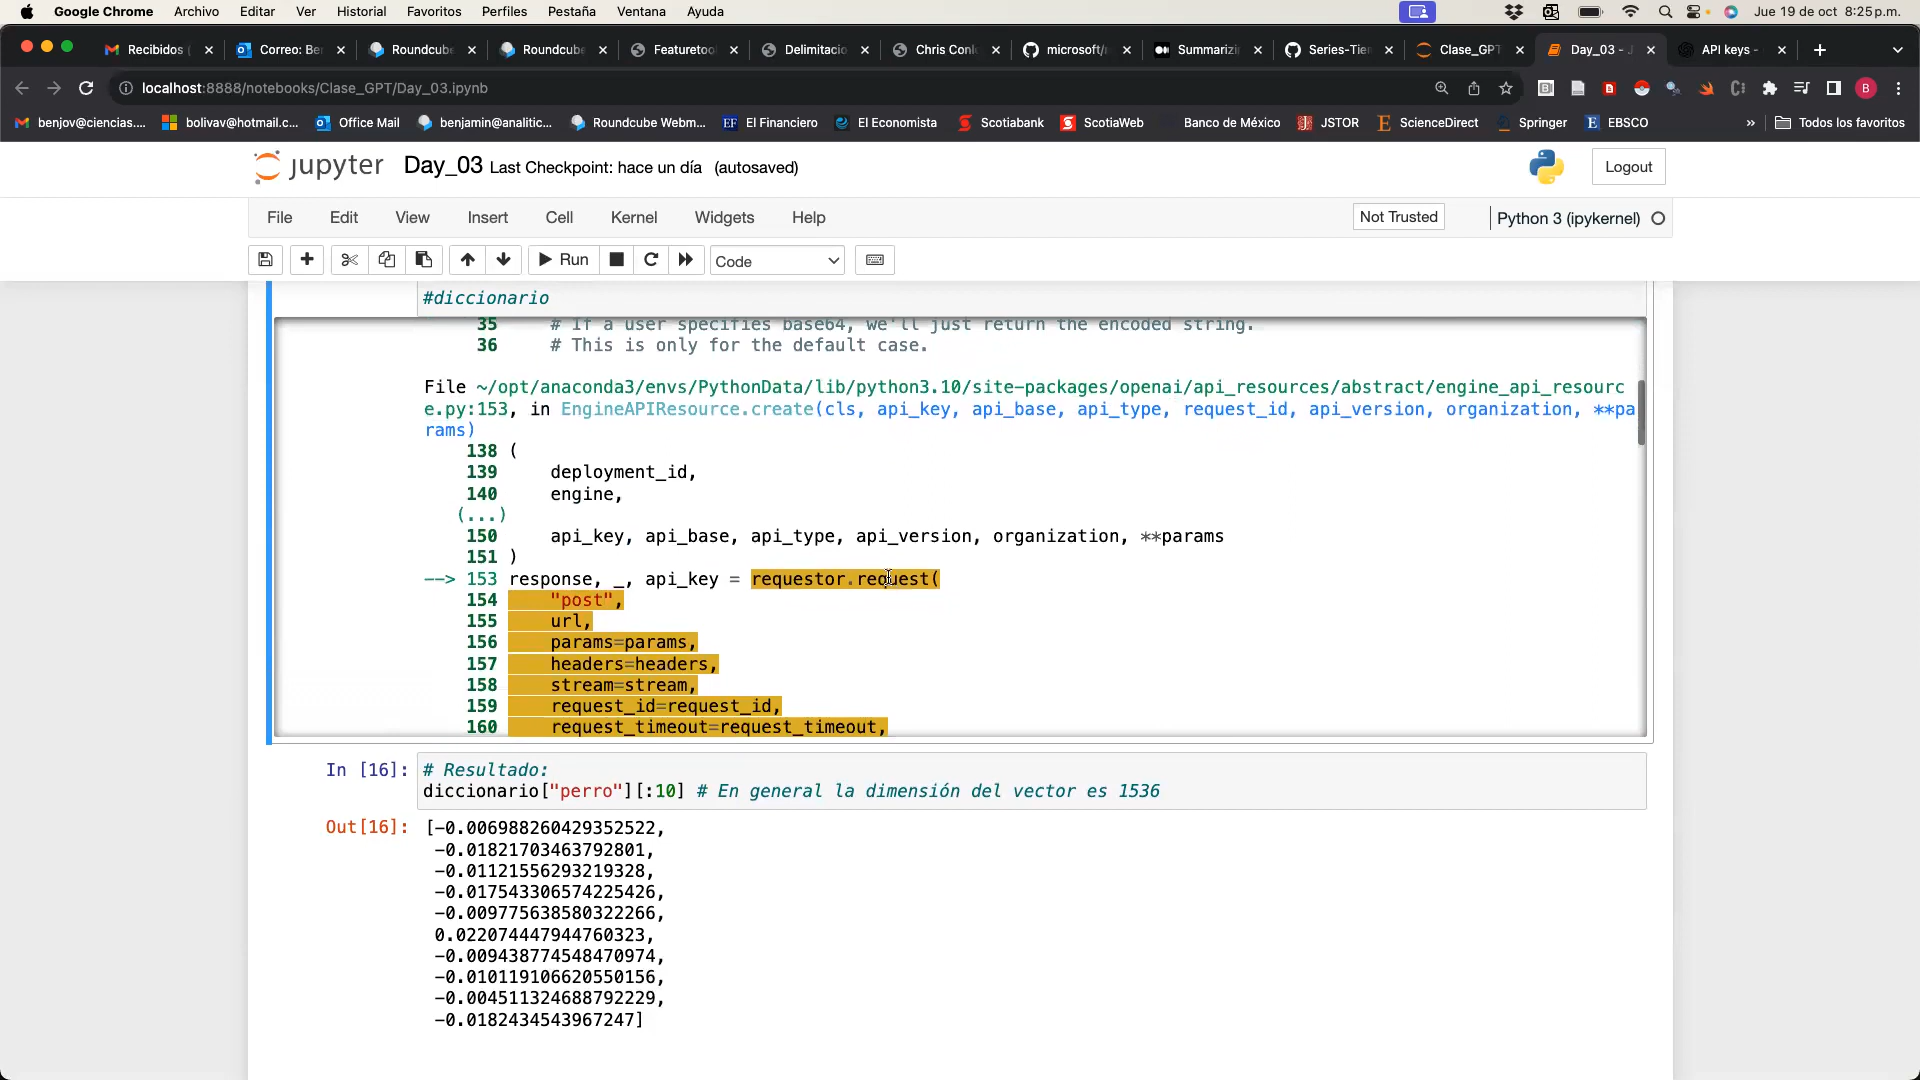 Google Chrome Archivo Editar Ver Historial Favoritos Perfiles Pestaña Ventana Ayuda Jue 19 de oct 8:25 p.m.
Recibidos ( Correo: Be Roundcube Roundcube Featuretoo Delimitacio Chris Conl microsoft/ Summarizi Series-Tie Clase_GPT Day_03 - API keys -
localhost:8888/notebooks/Clase_GPT/Day_03.ipynb
benjov@ciencias.... bolivav@hotmail.c... Office Mail benjamin@analitic... Roundcube Webm... EF El Financiero El Economista Scotiabank ScotiaWeb Banco de México JSTOR ScienceDirect Springer EBSCO » Todos los favoritos
jupyter Day_03 Last Checkpoint: hace un día (autosaved) Logout
File Edit View Insert Cell Kernel Widgets Help Not Trusted Python 3 (ipykernel)
Run Code
#diccionario
35 # If a user specifies base64, we'll just return the encoded string.
36 # This is only for the default case.
File ~/opt/anaconda3/envs/PythonData/lib/python3.10/site-packages/openai/api_resources/abstract/engine_api_resourc
e.py:153, in EngineAPIResource.create(cls, api_key, api_base, api_type, request_id, api_version, organization, **pa
rams)
138 (
139 deployment_id,
140 engine,
(...)
150 api_key, api_base, api_type, api_version, organization, **params
151 )
--> 153 response, _, api_key = requestor.request(
154 "post",
155 url,
156 params=params,
157 headers=headers,
158 stream=stream,
159 request_id=request_id,
160 request_timeout=request_timeout,
In [16]: # Resultado:
diccionario["perro"][:10] # En general la dimensión del vector es 1536
Out[16]: [-0.006988260429352522,
-0.01821703463792801,
-0.01121556293219328,
-0.017543306574225426,
-0.009775638580322266,
0.022074447944760323,
-0.009438774548470974,
-0.010119106620550156,
-0.004511324688792229,
-0.0182434543967247]